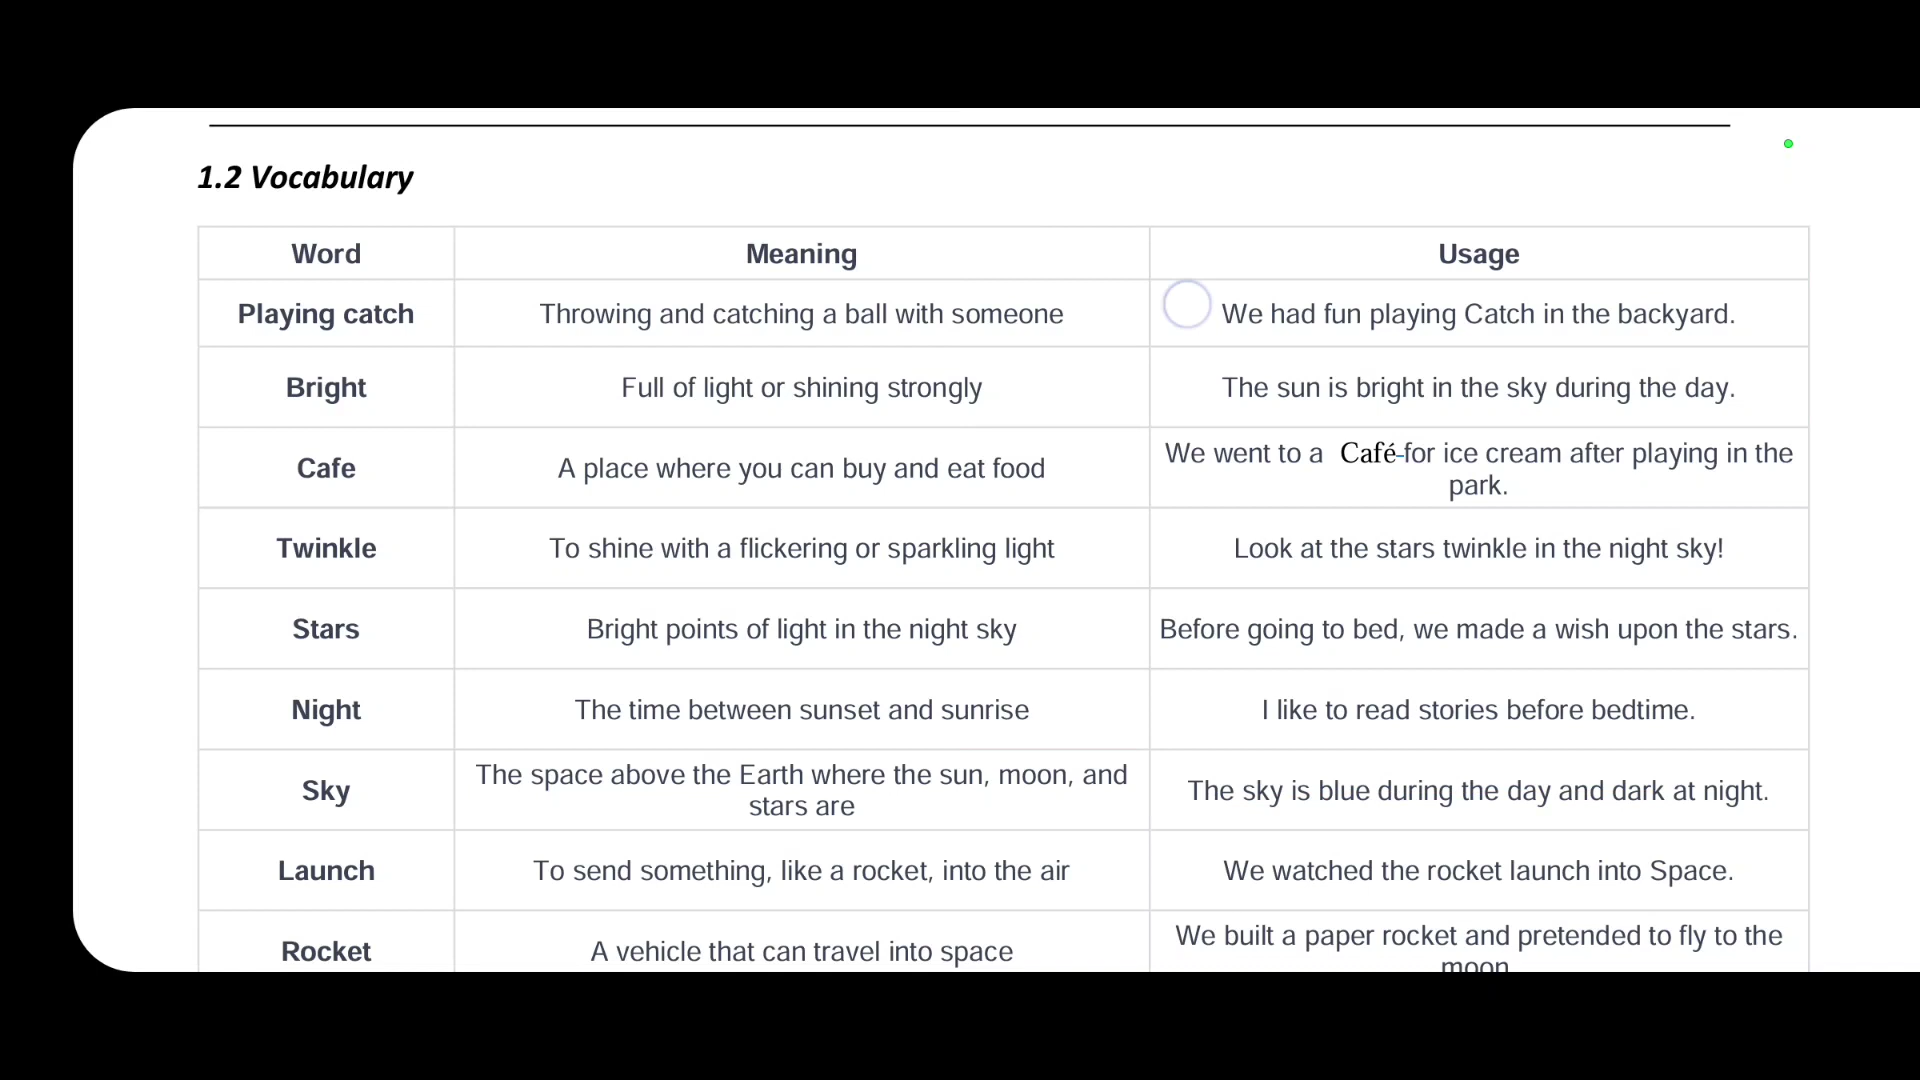 1.2 Vocabulary
Word Meaning Usage
Playing catch Throwing and catching a ball with someone We had fun playing Catch in the backyard.
Bright Full of light or shining strongly The sun is bright in the sky during the day.
Cafe A place where you can buy and eat food We went to a Café-for ice cream after playing in the
park.
Twinkle To shine with a flickering or sparkling light Look at the stars twinkle in the night sky!
Stars Bright points of light in the night sky Before going to bed, we made a wish upon the stars.
Night The time between sunset and sunrise I like to read stories before bedtime.
Sky The space above the Earth where the sun, moon, and
stars are The sky is blue during the day and dark at night.
Launch To send something, like a rocket, into the air We watched the rocket launch into Space.
Rocket A vehicle that can travel into space We built a paper rocket and pretended to fly to the
moon